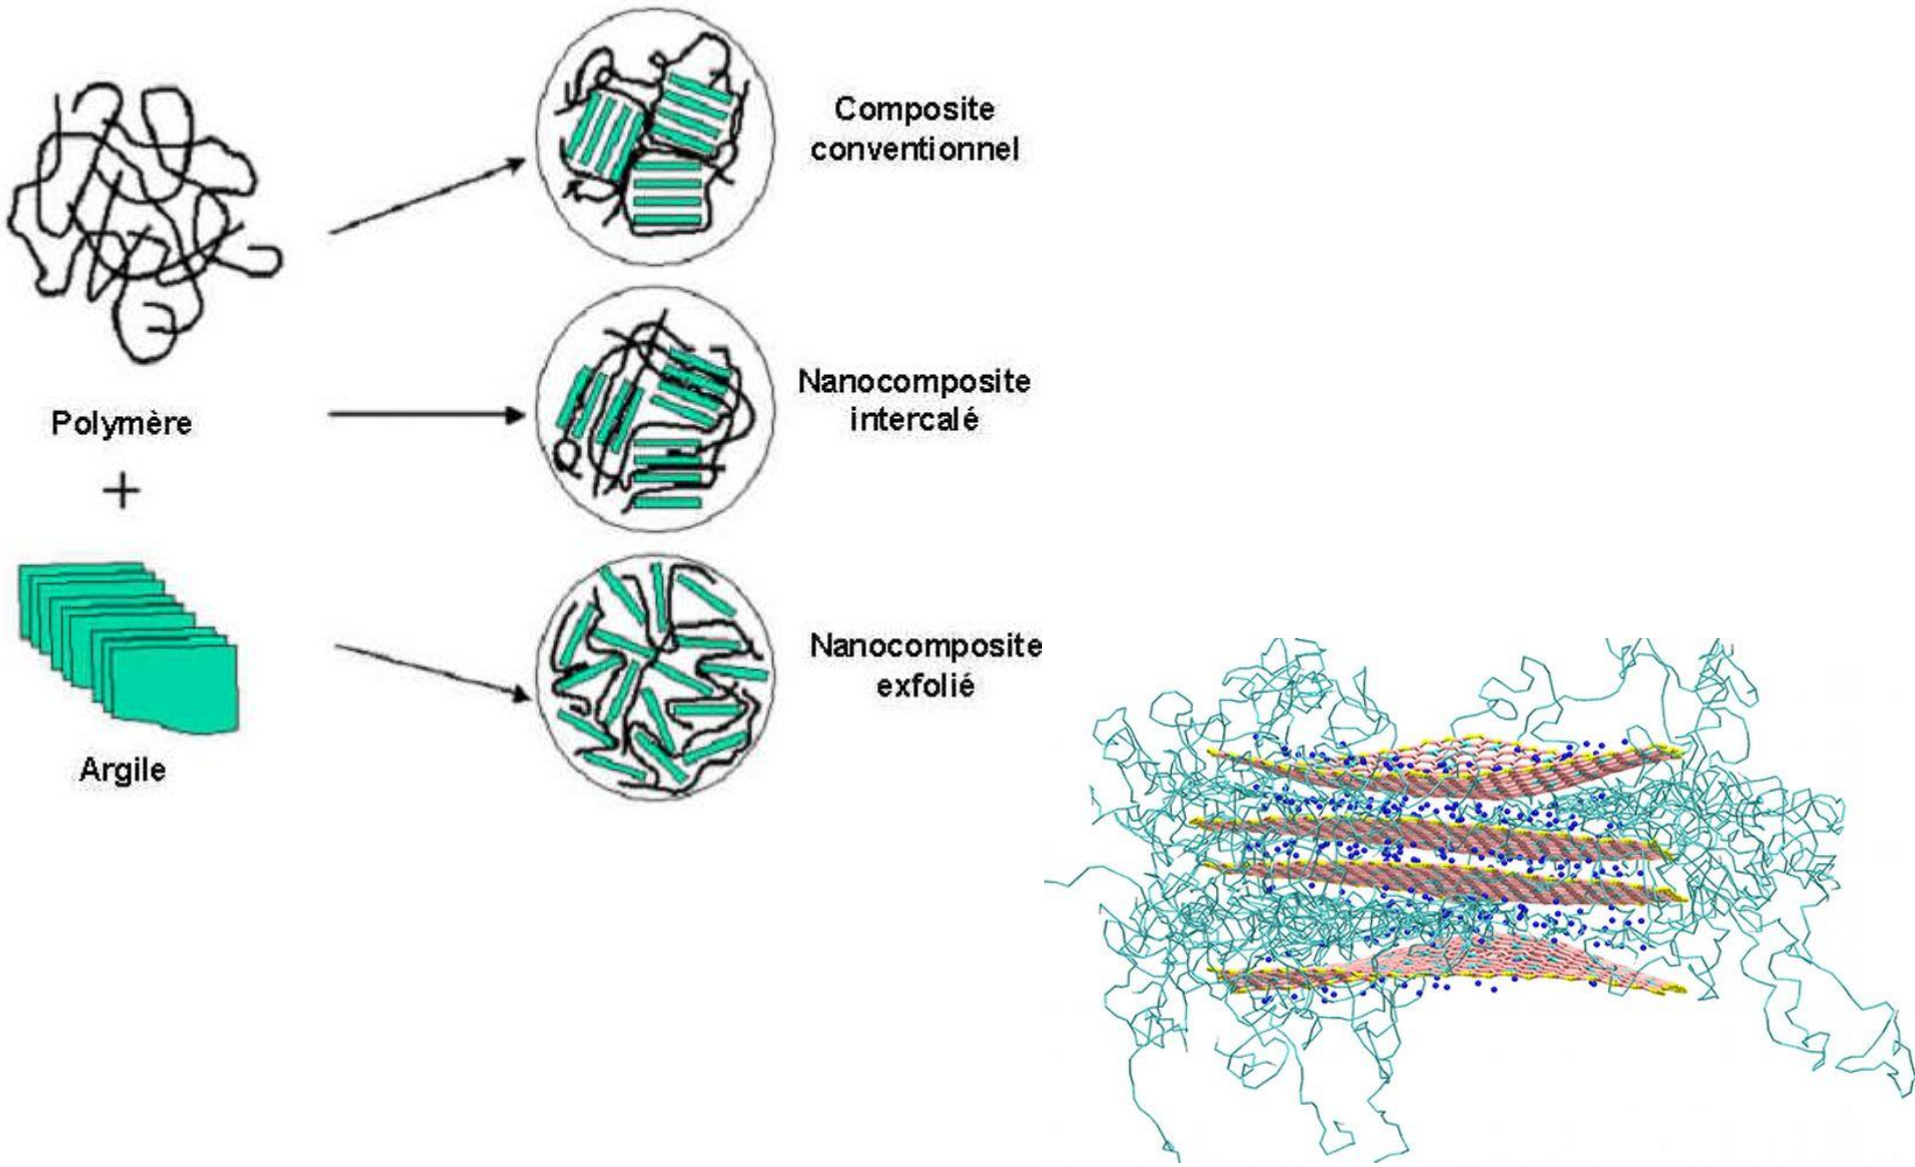 Polymère
+
Argile
Composite
conventionnel
Nanocomposite
intercalé
Nanocomposite
exfolié